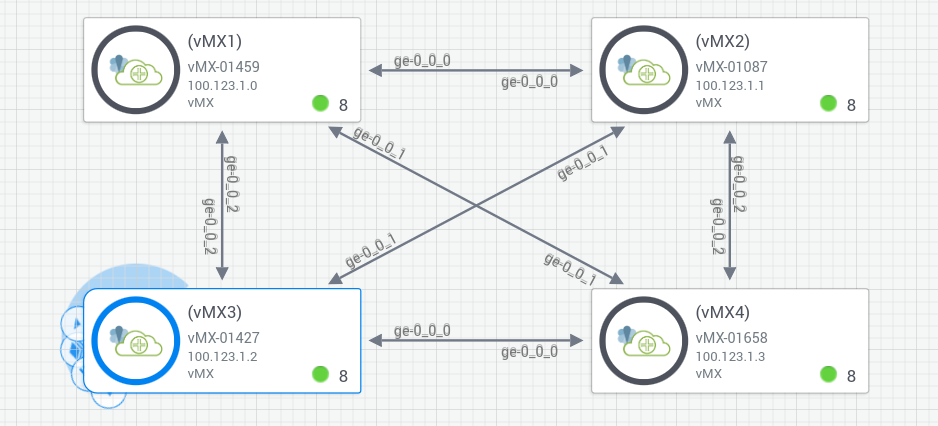 (vMX1)
vMX-01459
100.123.1.0
vMX
8
ge-0_0_0
ge-0_0_0
(vMX2)
vMX-01087
100.123.1.1
vMX
8
ge-0_0_2
ge-0_0_2
ge-0_0_1
ge-0_0_1
ge-0_0_1
ge-0_0_1
ge-0_0_2
ge-0_0_2
(vMX3)
vMX-01427
100.123.1.2
vMX
8
ge-0_0_0
ge-0_0_0
(vMX4)
vMX-01658
100.123.1.3
vMX
8